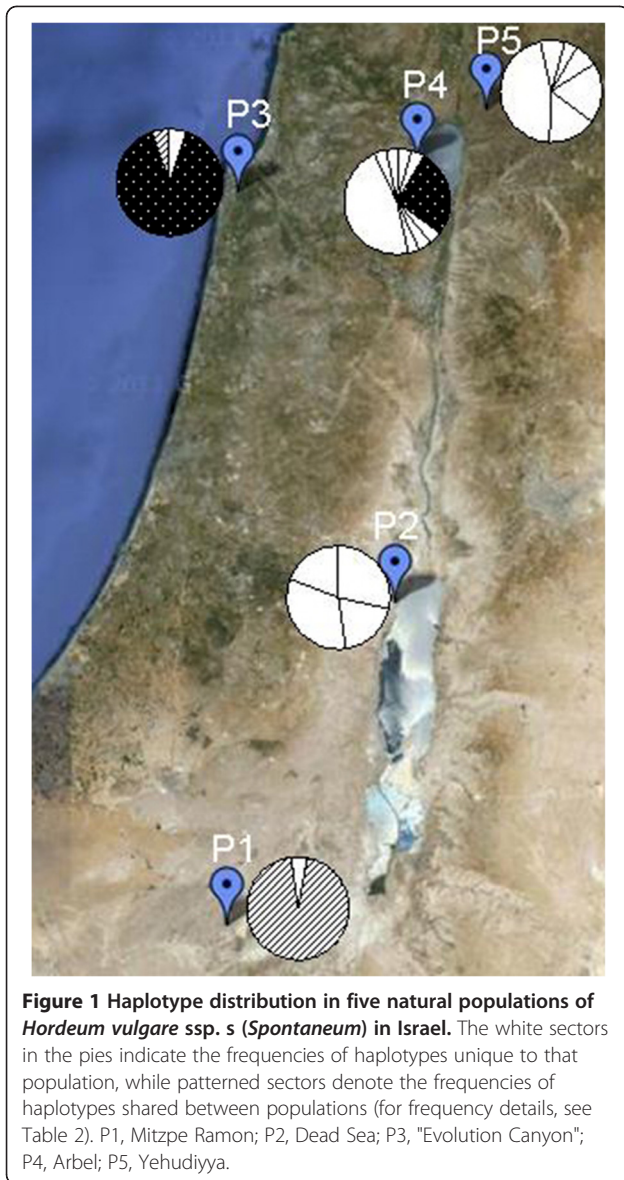 P5
P4
P3
P2
P1
Figure 1 Haplotype distribution in five natural populations of
Hordeum vulgare ssp. s (Spontaneum) in Israel. The white sectors
in the pies indicate the frequencies of haplotypes unique to that
population, while patterned sectors denote the frequencies of
haplotypes shared between populations (for frequency details, see
Table 2). P1, Mitzpe Ramon; P2, Dead Sea; P3, "Evolution Canyon";
P4, Arbel; P5, Yehudiyya.